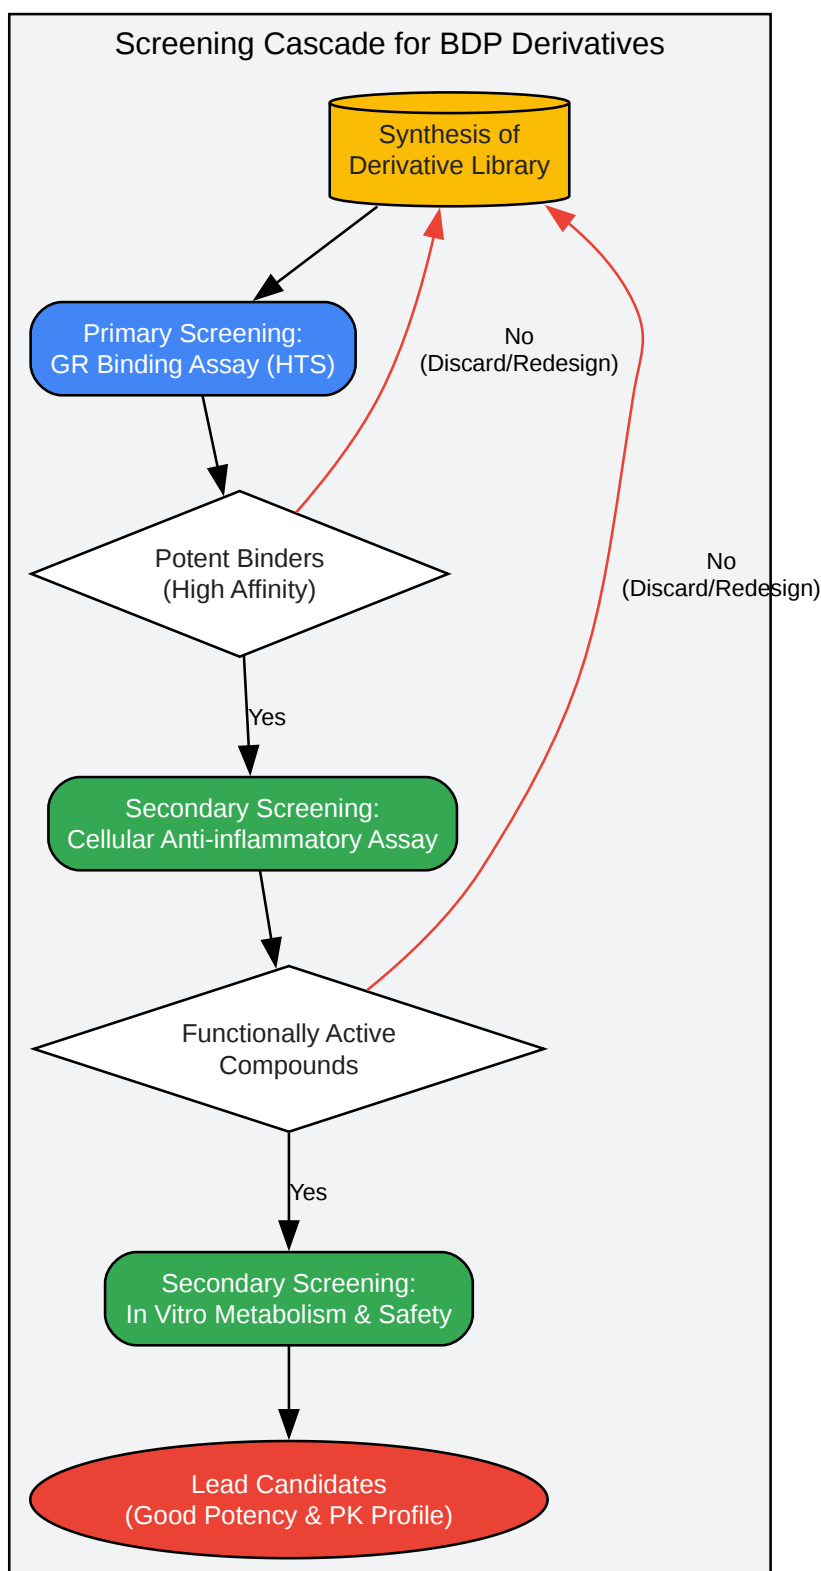 Screening Cascade for BDP Derivatives
Synthesis of
Derivative Library
Primary Screening:
GR Binding Assay (HTS)
No
(Discard/Redesign)
Potent Binders
(High Affinity)
No
(Discard/Redesign)
Yes
Secondary Screening:
Cellular Anti-inflammatory Assay
Functionally Active
Compounds
Yes
Secondary Screening:
In Vitro Metabolism & Safety
Lead Candidates
(Good Potency & PK Profile)